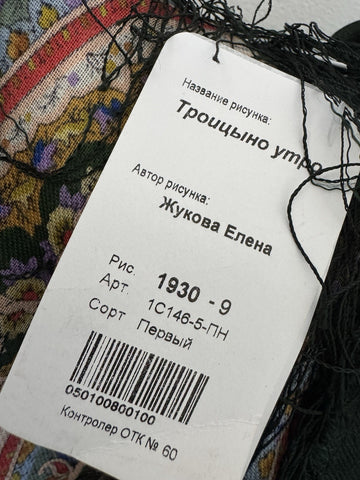 Название рисунка:
Троицыно утро
Автор рисунка:
Жукова Елена
Рис. 1930 - 9
Арт. 1С146-5-ПН
Сорт Первый
050100800100
Контролер ОТК № 60